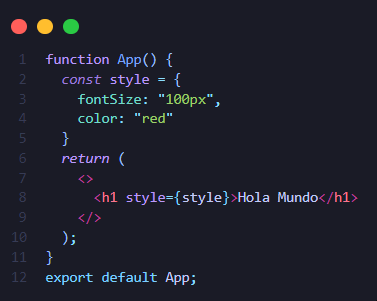 1 function App() {
2   const style = {
3     fontSize: "100px",
4     color: "red"
5   }
6   return (
7     <>
8       <h1 style={style}>Hola Mundo</h1>
9     </>
10   );
11 }
12 export default App;